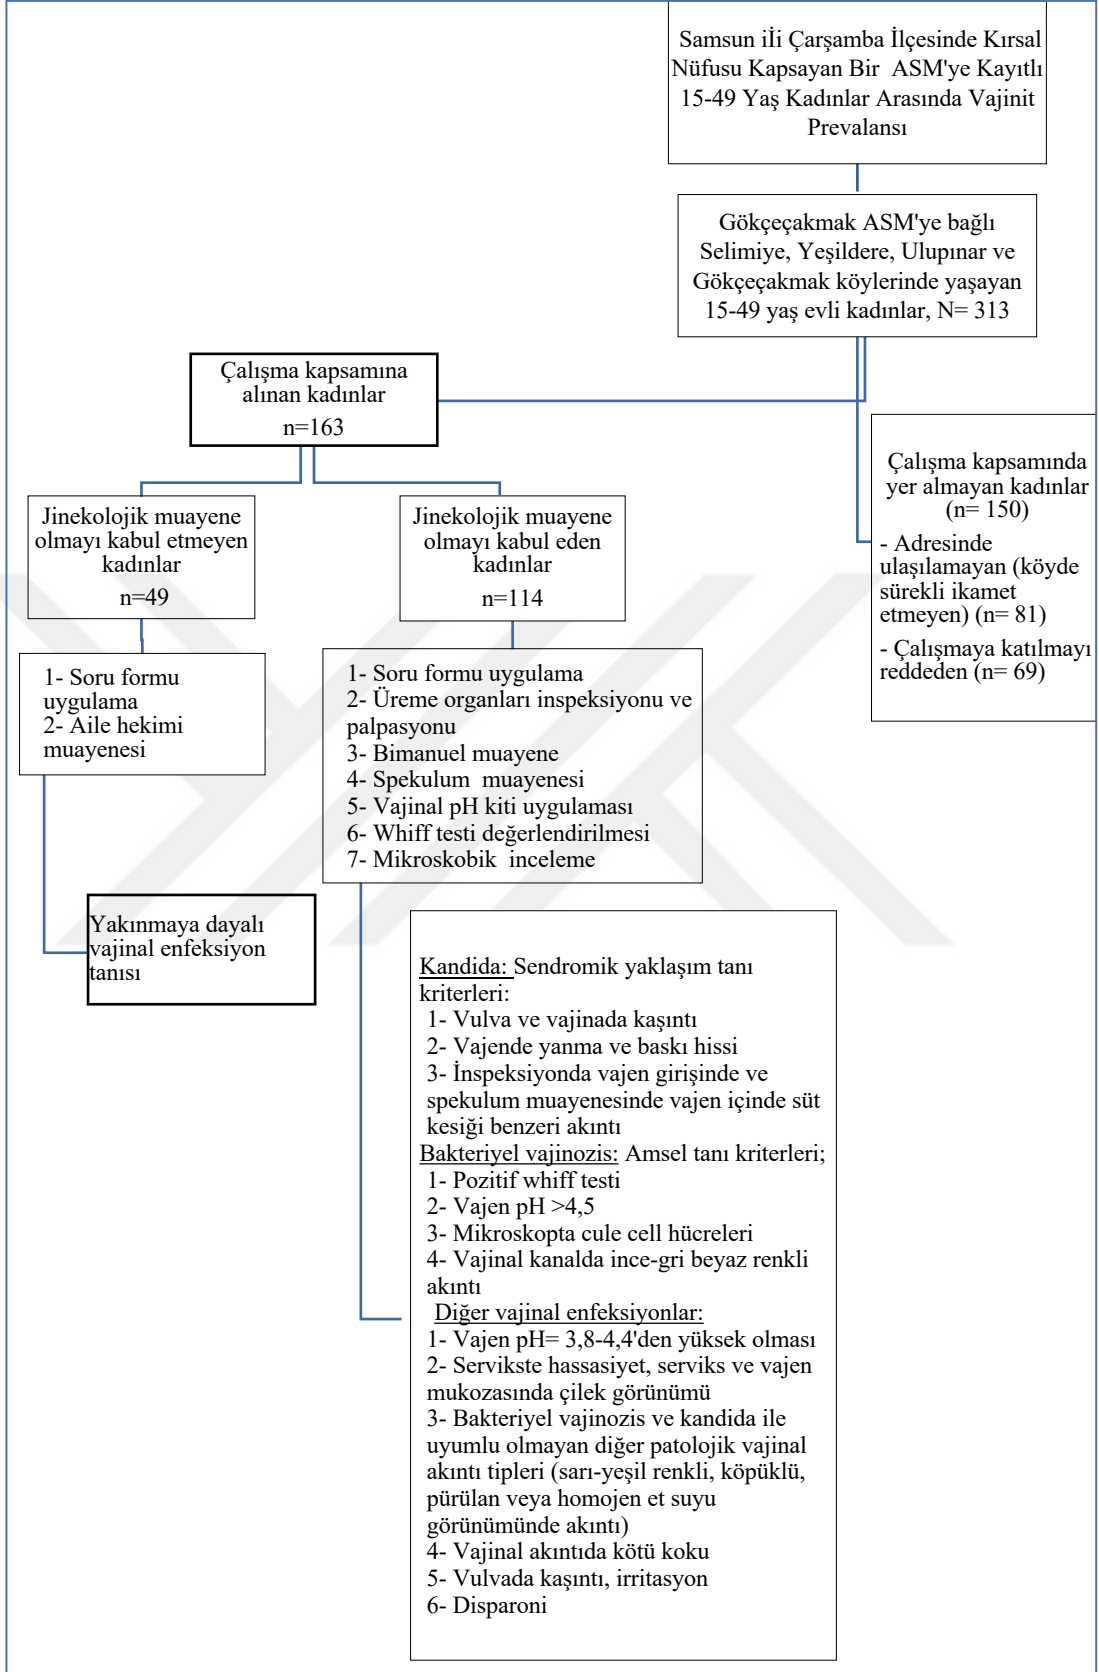 Samsun iİi Çarşamba İlçesinde Kırsal
Nüfusu Kapsayan Bir ASM'ye Kayıtlı
15-49 Yaş Kadınlar Arasında Vajinit
Prevalansı
Gökçeçakmak ASM'ye bağlı
Selimiye, Yeşildere, Ulupınar ve
Gökçeçakmak köylerinde yaşayan
15-49 yaş evli kadınlar, N= 313
Çalışma kapsamına
alınan kadınlar
n=163
Çalışma kapsamında
yer almayan kadınlar
(n= 150)
- Adresinde
ulaşılamayan (köyde
sürekli ikamet
etmeyen) (n= 81)
- Çalışmaya katılmayı
reddeden (n= 69)
Jinekolojik muayene
olmayı kabul etmeyen
kadınlar
n=49
Jinekolojik muayene
olmayı kabul eden
kadınlar
n=114
1- Soru formu
uygulama
2- Aile hekimi
muayenesi
1- Soru formu uygulama
2- Üreme organları inspeksiyonu ve
palpasyonu
3- Bimanuel muayene
4- Spekulum muayenesi
5- Vajinal pH kiti uygulaması
6- Whiff testi değerlendirilmesi
7- Mikroskobik inceleme
Yakınmaya dayalı
vajinal enfeksiyon
tanısı
Kandida: Sendromik yaklaşım tanı
kriterleri:
1- Vulva ve vajinada kaşıntı
2- Vajende yanma ve baskı hissi
3- İnspeksiyonda vajen girişinde ve
spekulum muayenesinde vajen içinde süt
kesiği benzeri akıntı
Bakteriyel vajinozis: Amsel tanı kriterleri;
1- Pozitif whiff testi
2- Vajen pH >4,5
3- Mikroskopta cule cell hücreleri
4- Vajinal kanalda ince-gri beyaz renkli
akıntı
Diğer vajinal enfeksiyonlar:
1- Vajen pH= 3,8-4,4'den yüksek olması
2- Servikste hassasiyet, serviks ve vajen
mukozasında çilek görünümü
3- Bakteriyel vajinozis ve kandida ile
uyumlu olmayan diğer patolojik vajinal
akıntı tipleri (sarı-yeşil renkli, köpüklü,
pürülan veya homojen et suyu
görünümünde akıntı)
4- Vajinal akıntıda kötü koku
5- Vulvada kaşıntı, irritasyon
6- Disparoni